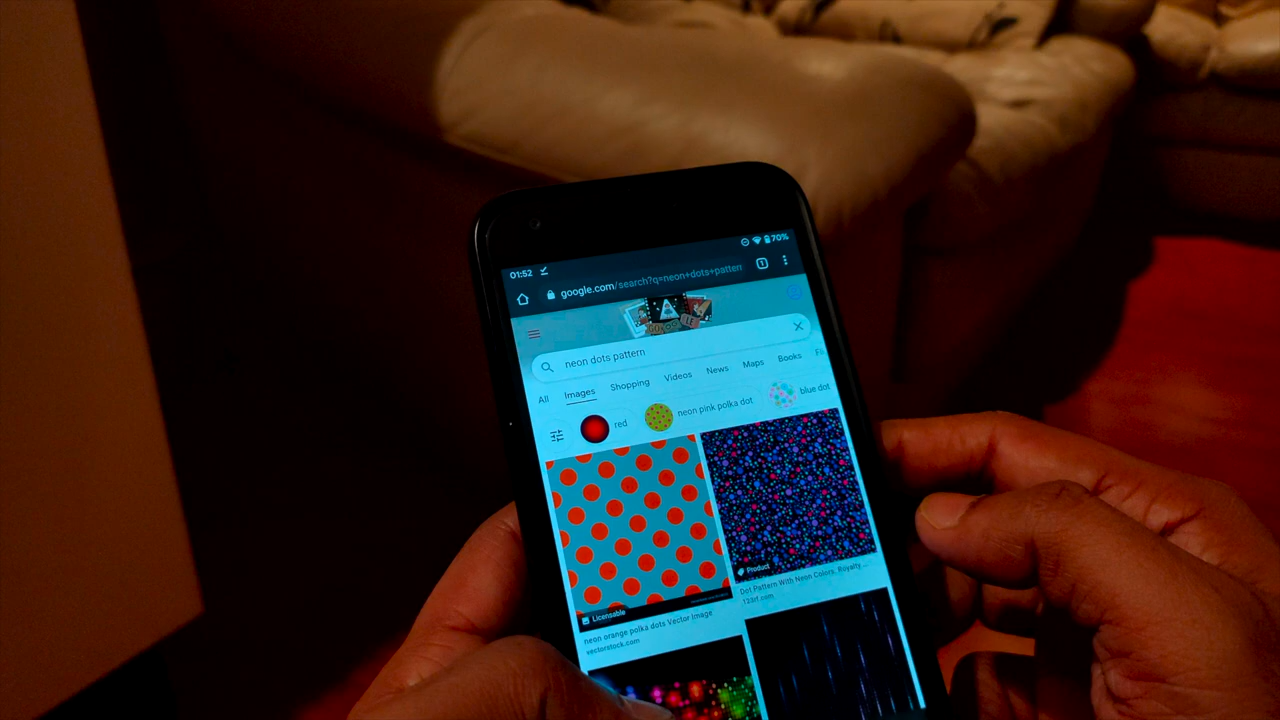 01:52 70%
google.com/search?q=neon+dots+pattern
1
neon dots pattern
All Images Shopping Videos News Maps Books
red neon pink polka dot blue dot
Licensable
Product
neon orange polka dots Vector Image
vectorstock.com
Dot Pattern With Neon Colors, Royalty ...
123rf.com